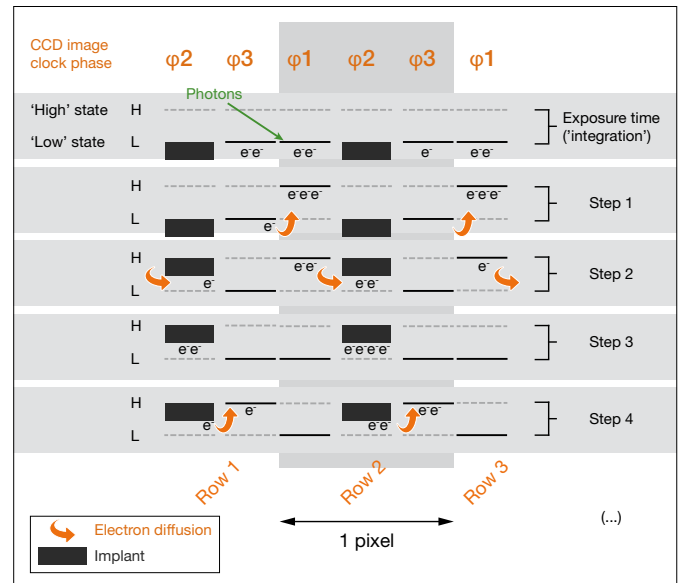 CCD image
clock phase
φ2 φ3 φ1 φ2 φ3 φ1
Photons
'High' state H
'Low' state L
e⁻e⁻ e⁻e⁻ e⁻ e⁻e⁻
Exposure time
('integration')
H
e⁻e⁻e⁻ e⁻e⁻e⁻
L
e⁻
Step 1
H
e⁻e⁻ e⁻
L
e⁻ e⁻e⁻
Step 2
H
e⁻e⁻ e⁻e⁻e⁻e⁻
L
Step 3
H
e⁻ e⁻e⁻
e⁻ e⁻e⁻
L
Step 4
Row 1
Row 2
Row 3
(...)
1 pixel
Electron diffusion
Implant